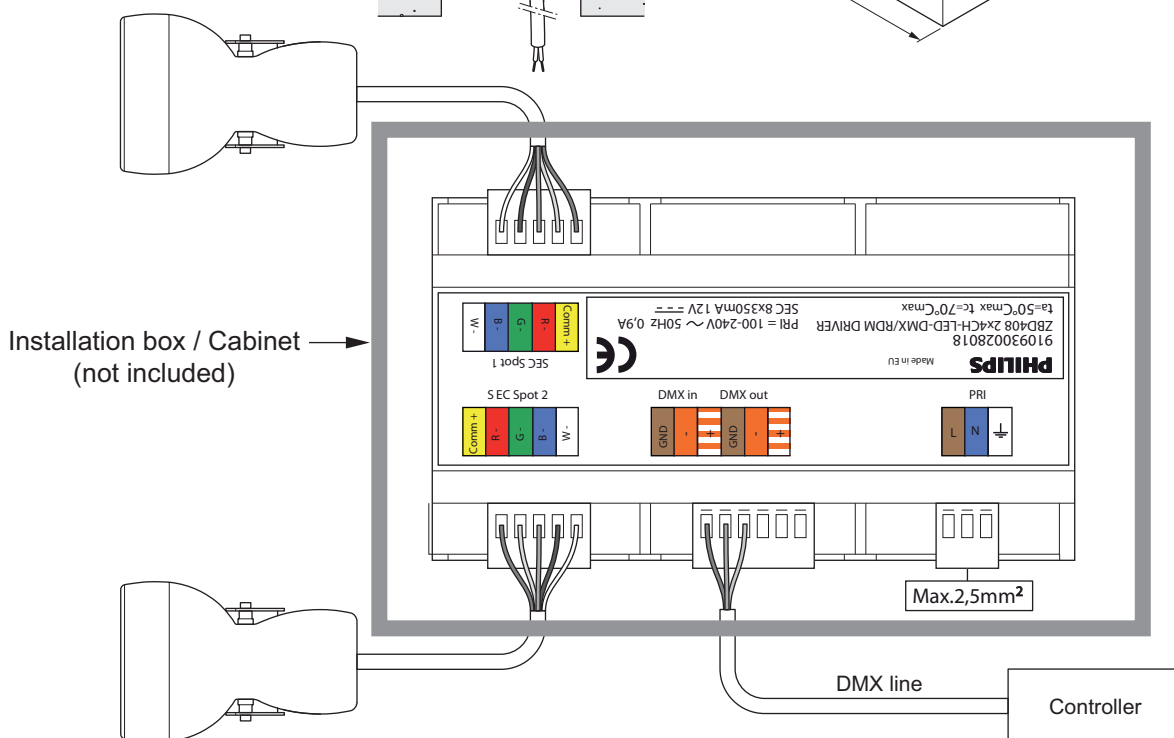 Installation box / Cabinet
(not included)
W -
B -
G -
R -
Comm +
SEC Spot 1
PHILIPS
Made in EU
910930028018
ZBD408 2x4CH-LED-DMX/RDM DRIVER
PRI = 100-240V ~ 50Hz 0,9A
SEC 8x350mA 12V
ta=50°Cmax tc=70°Cmax
CE
S EC Spot 2
Comm +
R -
G -
B -
W -
DMX in
DMX out
GND
-
+
GND
-
+
PRI
L
N
Max.2,5mm²
DMX line
Controller